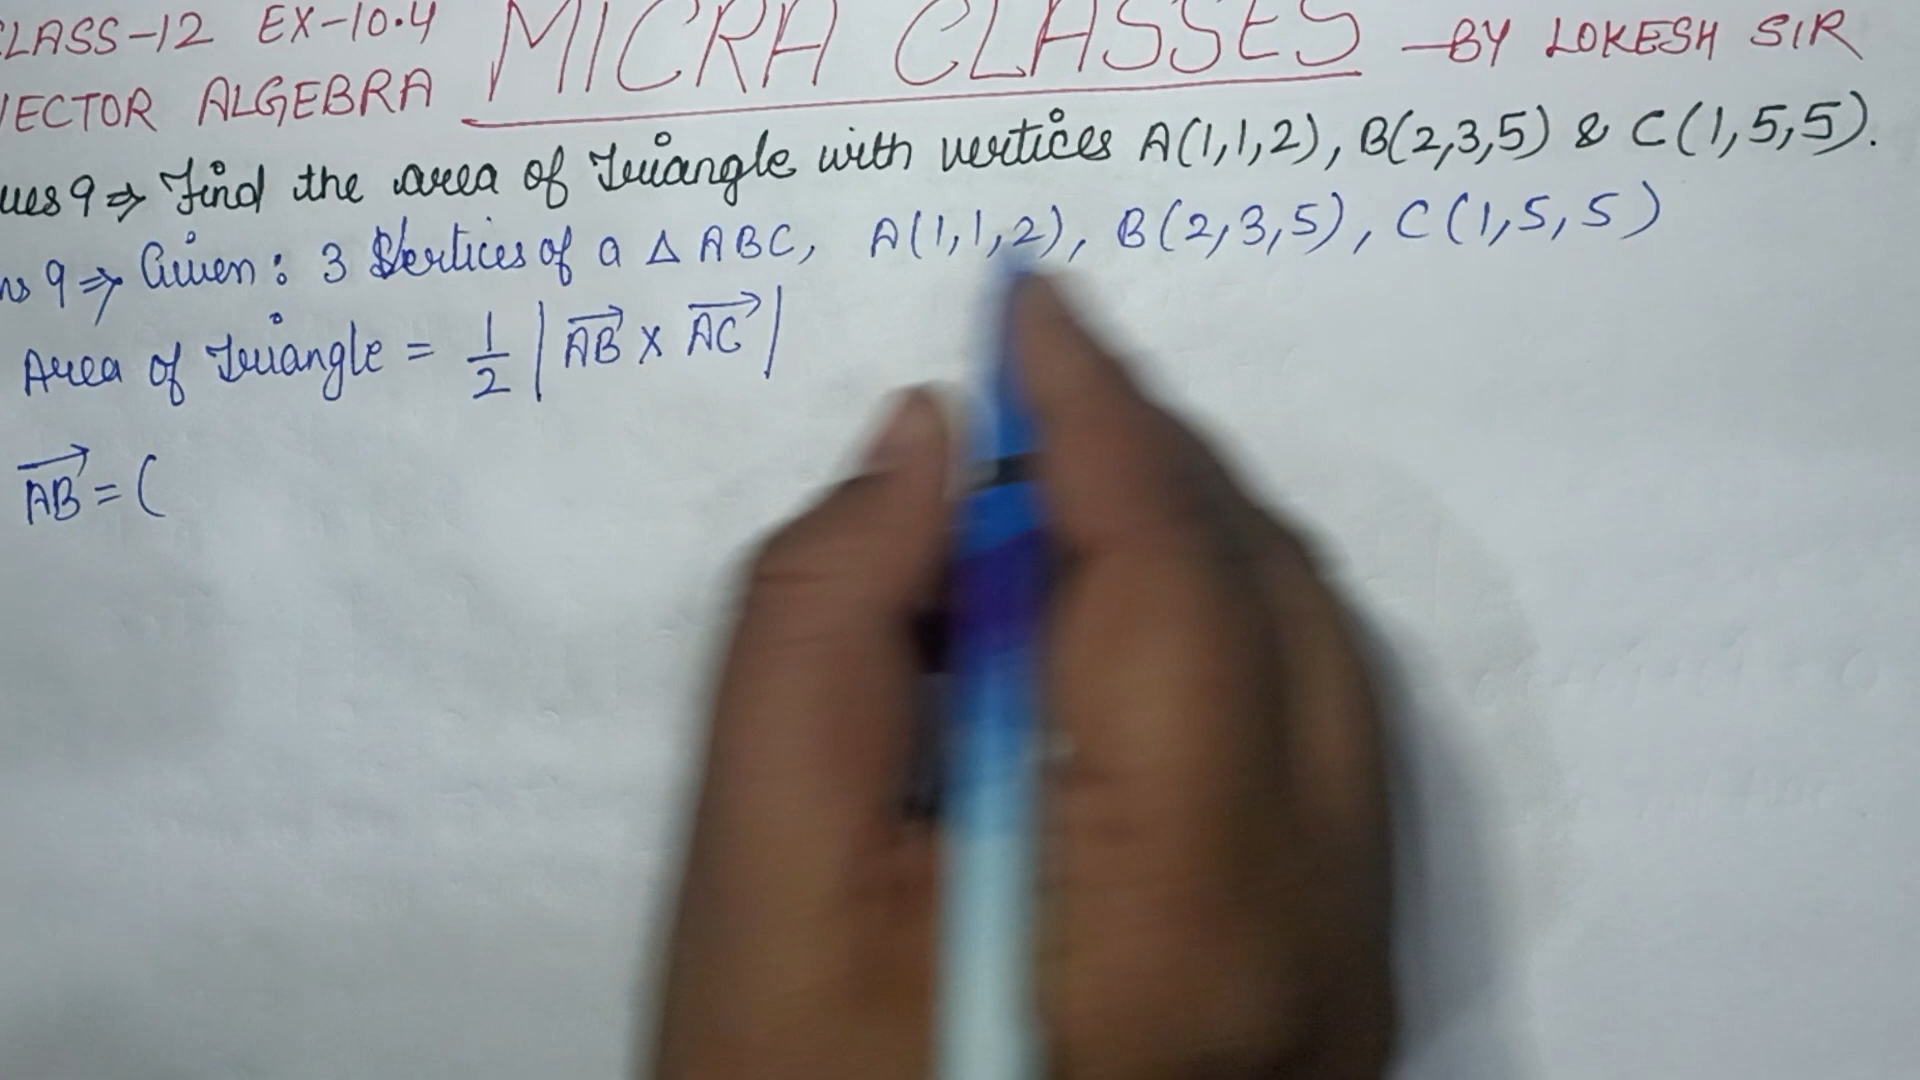 CLASS-12 EX-10.4 MICRA CLASSES -BY LOKESH SIR
VECTOR ALGEBRA
ues 9 ⇒ Find the area of Triangle with vertices A(1,1,2), B(2,3,5) & C(1,5,5).
ns 9 ⇒ Given: 3 Vertices of a △ ABC, A(1,1,2), B(2,3,5), C(1,5,5)
Area of Triangle = 1/2 |AB⃗ × AC⃗|
AB⃗ = (